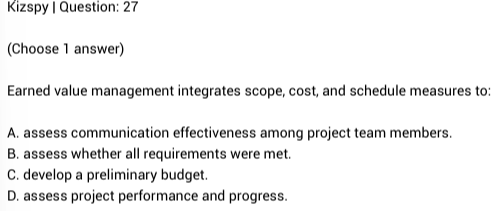 Kizspy | Question: 27
(Choose 1 answer)
Earned value management integrates scope, cost, and schedule measures to:
A. assess communication effectiveness among project team members.
B. assess whether all requirements were met.
C. develop a preliminary budget.
D. assess project performance and progress.